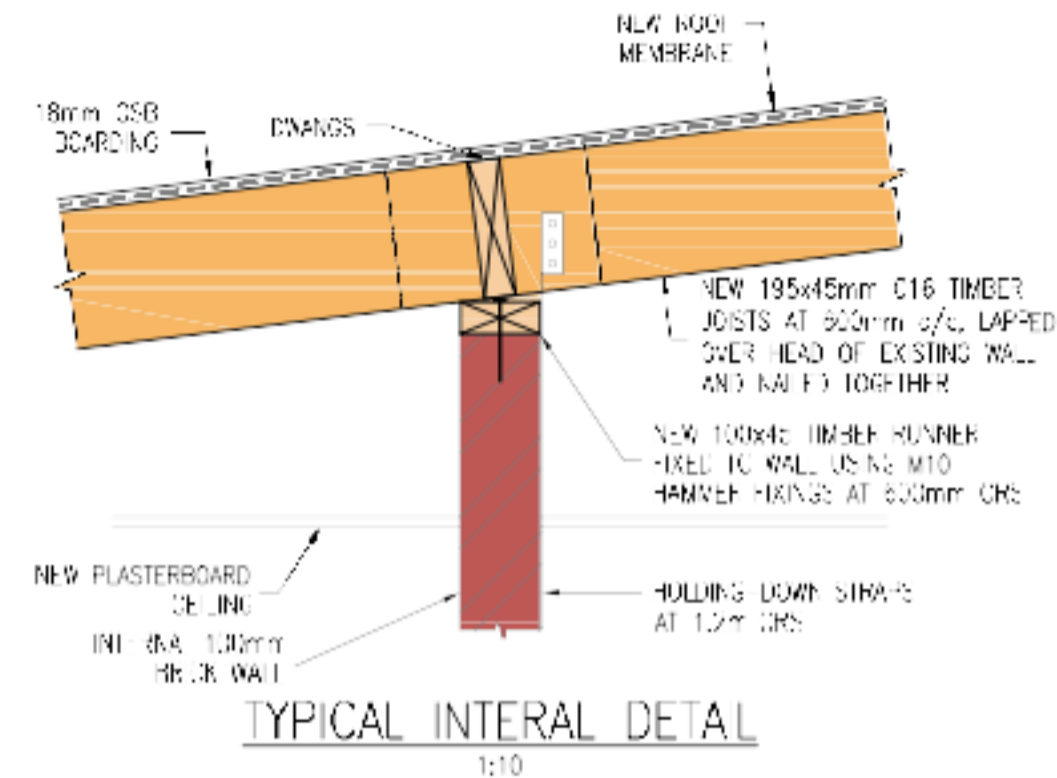 NEW ROOF
MEMBRANE
18mm OSB
BOARDING
DWANGS
NEW 195x45mm C16 TIMBER
JOISTS AT 600mm c/c, LAPPED
OVER HEAD OF EXISTING WALL
AND NAILED TOGETHER
NEW 100x45 TIMBER RUNNER
FIXED TO WALL USING M10
HAMMER FIXINGS AT 600mm CRS
NEW PLASTERBOARD
CEILING
HOLDING-DOWN STRAPS
AT 1.2m CRS
INTERNAL 100mm
BRICK WALL
TYPICAL INTERAL DETAIL
1:10